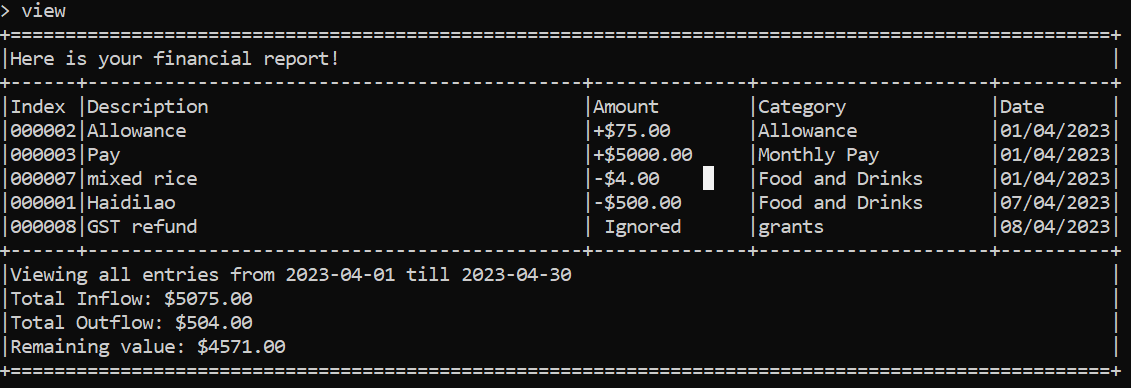 > view
+==============================================================================================+
|Here is your financial report!                                                                |
+------+---------------------------------------------+--------------+---------------------+----------+
|Index |Description                                  |Amount        |Category             |Date      |
|000002|Allowance                                    |+$75.00       |Allowance            |01/04/2023|
|000003|Pay                                          |+$5000.00     |Monthly Pay          |01/04/2023|
|000007|mixed rice                                   |-$4.00        |Food and Drinks      |01/04/2023|
|000001|Haidilao                                     |-$500.00      |Food and Drinks      |07/04/2023|
|000008|GST refund                                   | Ignored      |grants               |08/04/2023|
+------+---------------------------------------------+--------------+---------------------+----------+
|Viewing all entries from 2023-04-01 till 2023-04-30                                           |
|Total Inflow: $5075.00                                                                        |
|Total Outflow: $504.00                                                                        |
|Remaining value: $4571.00                                                                     |
+==============================================================================================+